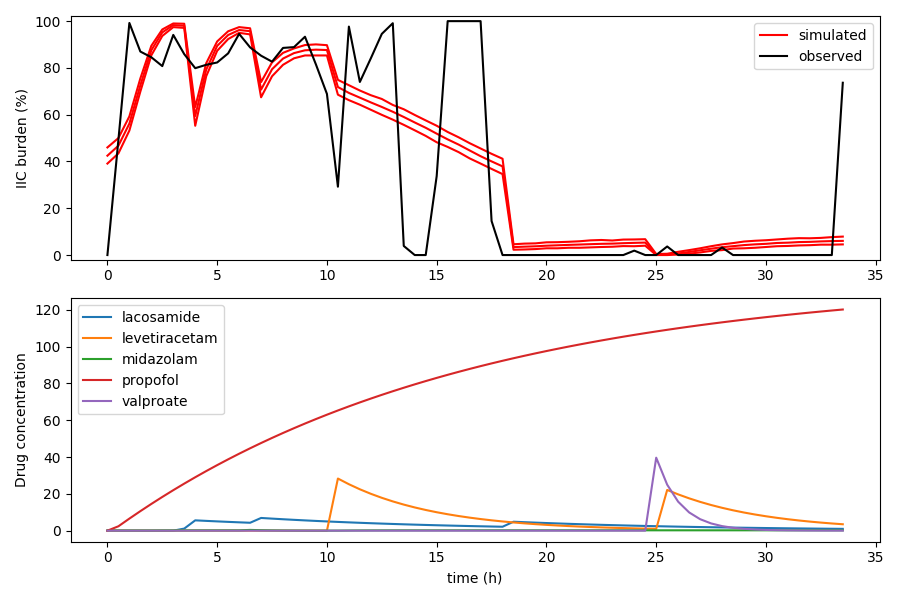 IIC burden (%)
100
80
60
40
20
0
simulated
observed
0 5 10 15 20 25 30 35
Drug concentration
120
100
80
60
40
20
0
lacosamide
levetiracetam
midazolam
propofol
valproate
0 5 10 15 20 25 30 35
time (h)